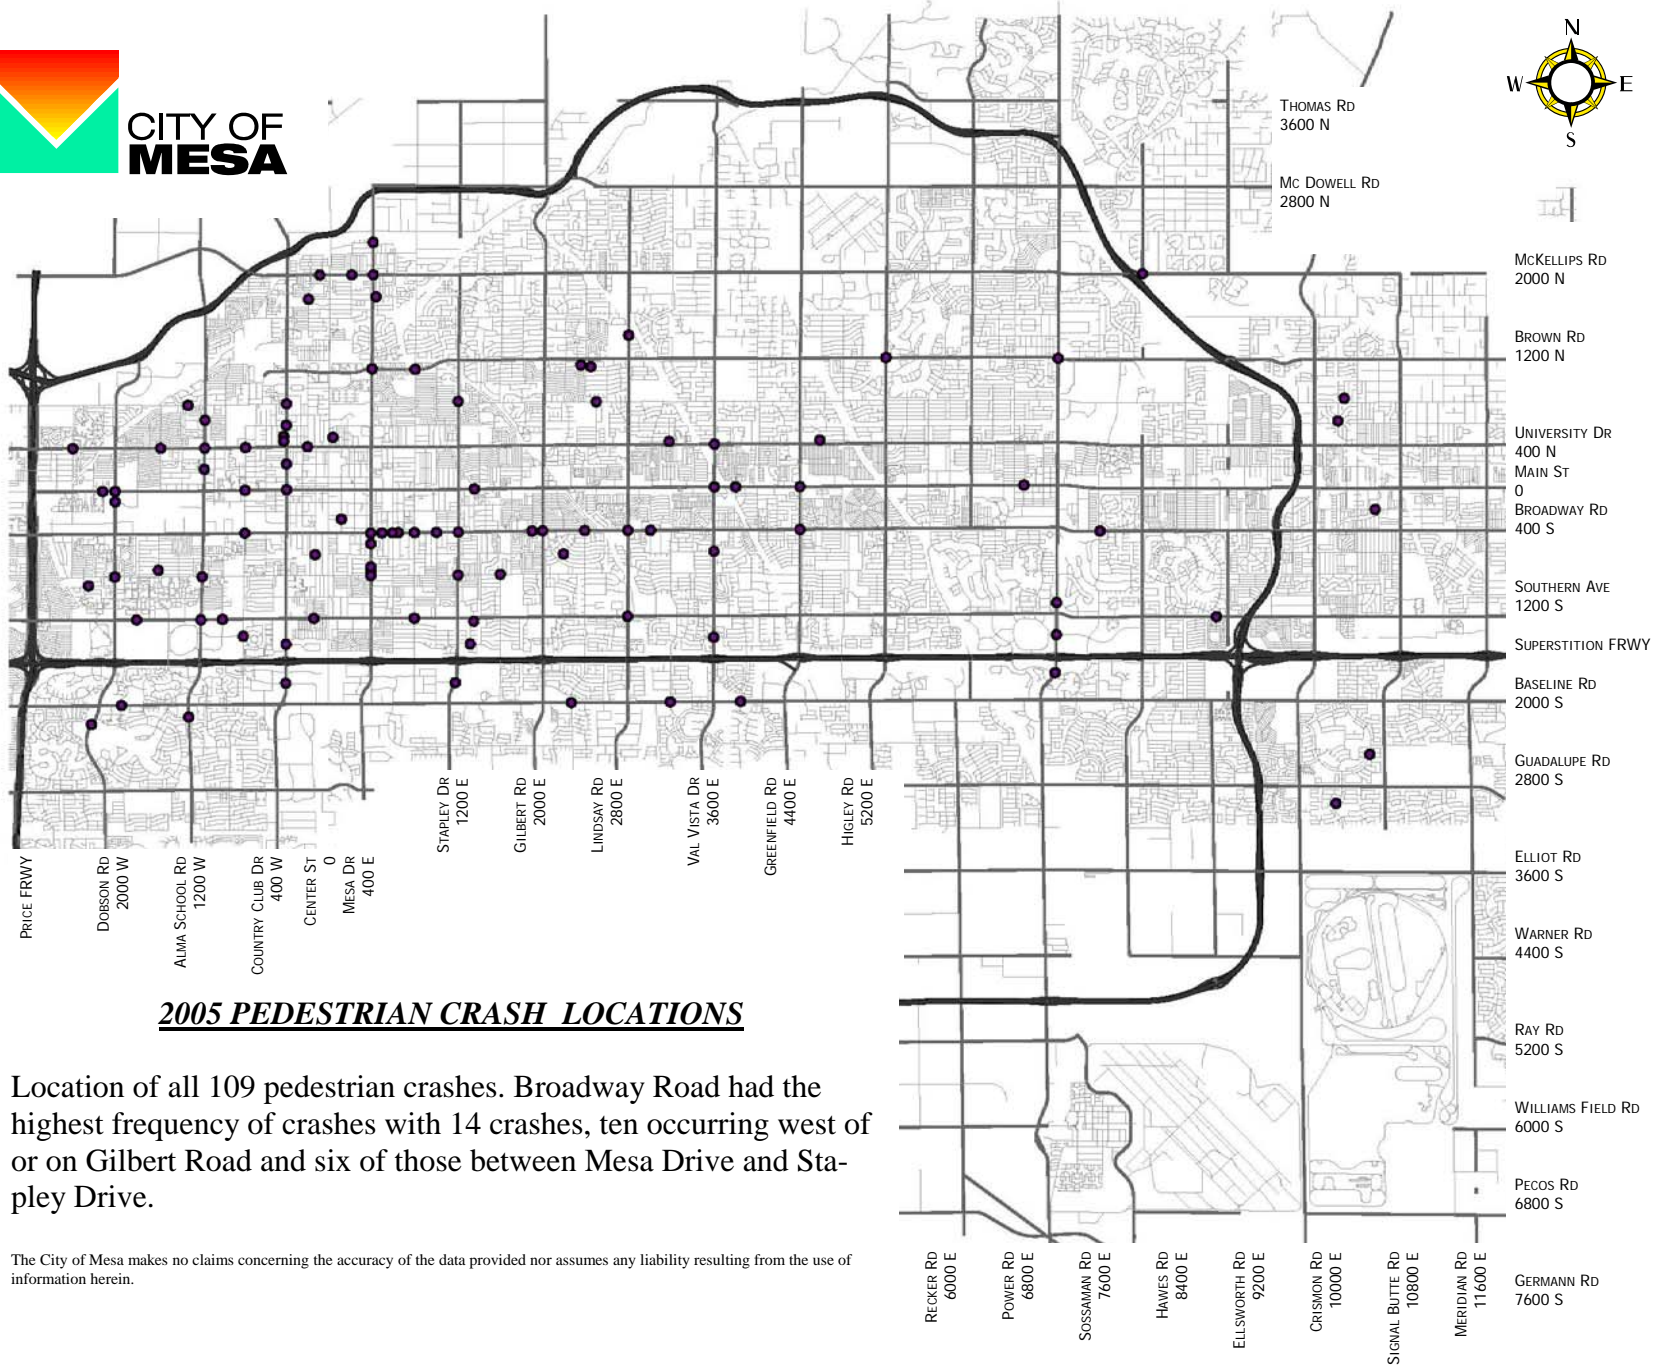 CITY OF
MESA
N
W
E
S
THOMAS RD
3600 N
MC DOWELL RD
2800 N
MCKELLIPS RD
2000 N
BROWN RD
1200 N
UNIVERSITY DR
400 N
MAIN ST
0
BROADWAY RD
400 S
SOUTHERN AVE
1200 S
SUPERSTITION FRWY
BASELINE RD
2000 S
GUADALUPE RD
2800 S
ELLIOT RD
3600 S
WARNER RD
4400 S
RAY RD
5200 S
WILLIAMS FIELD RD
6000 S
PECOS RD
6800 S
GERMANN RD
7600 S
PRICE FRWY
DOBSON RD
2000 W
ALMA SCHOOL RD
1200 W
COUNTRY CLUB DR
400 W
CENTER ST
0
MESA DR
400 E
STAPLEY DR
1200 E
GILBERT RD
2000 E
LINDSAY RD
2800 E
VAL VISTA DR
3600 E
GREENFIELD RD
4400 E
HIGLEY RD
5200 E
RECKER RD
6000 E
POWER RD
6800 E
SOSSAMAN RD
7600 E
HAWES RD
8400 E
ELLSWORTH RD
9200 E
CRISMON RD
10000 E
SIGNAL BUTTE RD
10800 E
MERIDIAN RD
11600 E
2005 PEDESTRIAN CRASH LOCATIONS
Location of all 109 pedestrian crashes. Broadway Road had the
highest frequency of crashes with 14 crashes, ten occurring west of
or on Gilbert Road and six of those between Mesa Drive and Sta-
pley Drive.
The City of Mesa makes no claims concerning the accuracy of the data provided nor assumes any liability resulting from the use of
information herein.